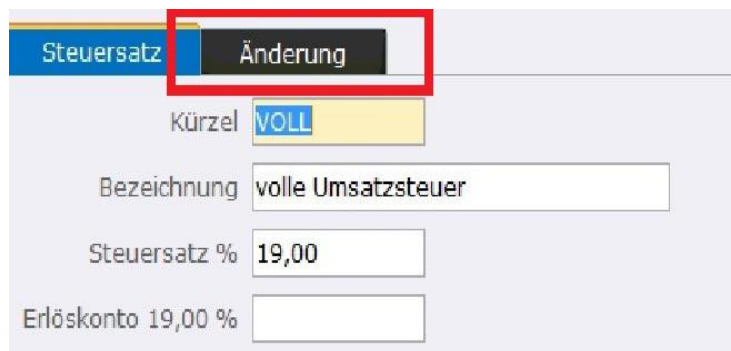 Steuersatz Änderung
Kürzel VOLL
Bezeichnung volle Umsatzsteuer
Steuersatz % 19,00
Erlöskonto 19,00 %